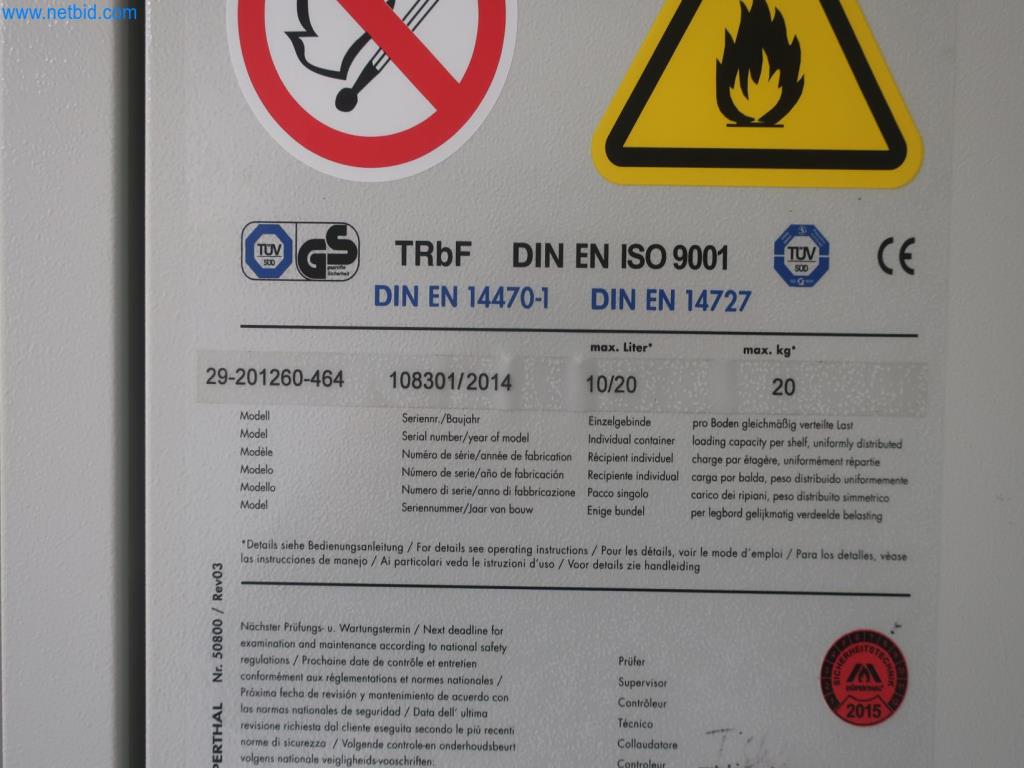 www.netbid.com
TÜV SÜD GS geprüfte Sicherheit TRbF DIN EN ISO 9001 TÜV SÜD CE
DIN EN 14470-1 DIN EN 14727
max. Liter* max. kg*
29-201260-464 108301/2014 10/20 20
Modell Seriennr./Baujahr Einzelgebinde pro Boden gleichmäßig verteilte Last
Model Serial number/year of model Individual container loading capacity per shelf, uniformly distributed
Modèle Numéro de série/année de fabrication Récipient individuel charge par étagère, uniformément répartie
Modelo Número de serie/año de fabricación Recipiente individual carga por balda, peso distribuido uniformemente
Modello Numero di serie/anno di fabbricazione Pacco singolo carico dei ripiani, peso distribuito simmetrico
Model Seriennummer/Jaar van bouw Enige bundel per legbord gelijkmatig verdeelde belasting
*Details siehe Bedienungsanleitung / For details see operating instructions / Pour les détails, voir le mode d'emploi / Para los detalles, véase
las instrucciones de manejo / Ai particolari veda le istruzioni d'uso / Voor details zie handleiding
PERTHAL Nr. 50800 / Rev03
Nächster Prüfungs- u. Wartungstermin / Next deadline for
examination and maintenance according to national safety
regulations / Prochaine date de contrôle et entretien
conformément aux réglementations et normes nationales /
Próxima fecha de revisión y mantenimiento de acuerdo con
las normas nationales de seguridad / Data dell' ultima
revisione richiesta dal cliente eseguita secondo le più recenti
norme di sicurezza / Volgende controle-en onderhoudsbeurt
volgens nationale veigligheids-vooschriften:
Prüfer
Supervisor
Contrôleur
Técnico
Collaudatore
Controleur
SICHERHEITSTECHNIK
DÜPERTHAL
2015